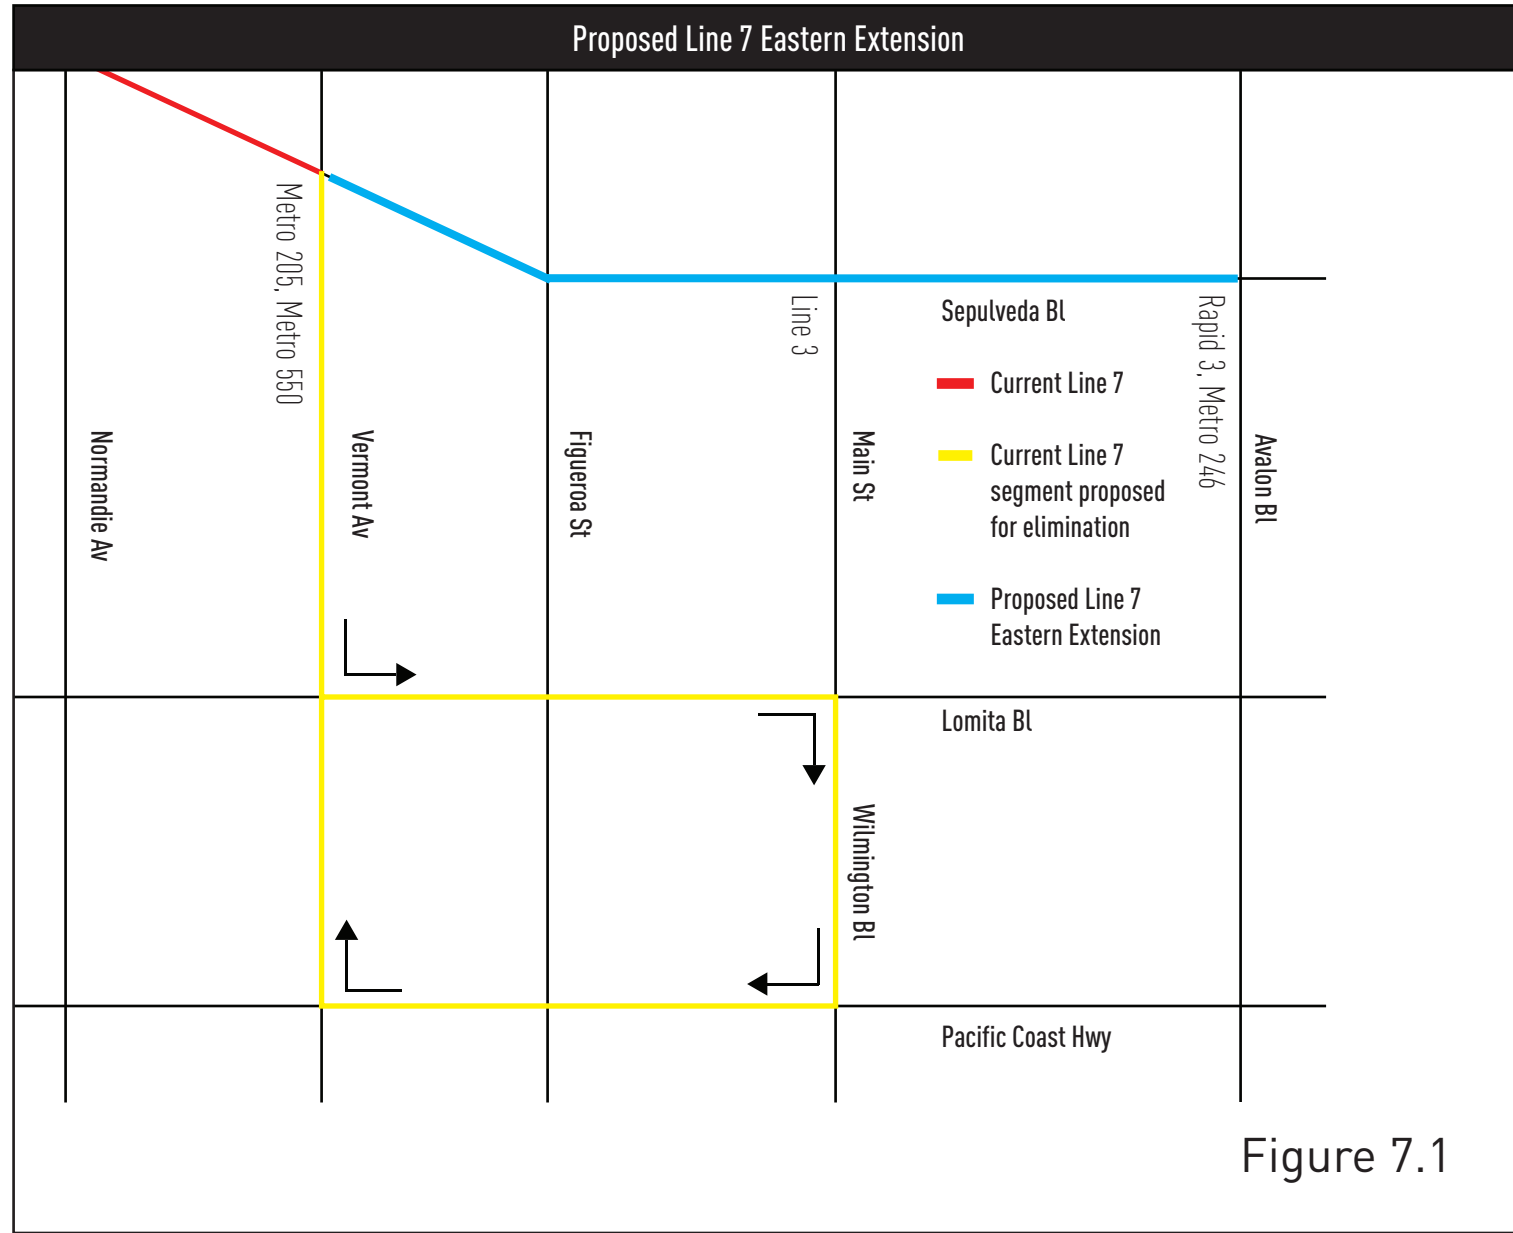 Proposed Line 7 Eastern Extension
Metro 205, Metro 550
Line 3
Rapid 3, Metro 246
Sepulveda Bl
Current Line 7
Current Line 7
segment proposed
for elimination
Proposed Line 7
Eastern Extension
Normandie Av
Vermont Av
Figueroa St
Main St
Avalon Bl
Lomita Bl
Wilmington Bl
Pacific Coast Hwy
Figure 7.1